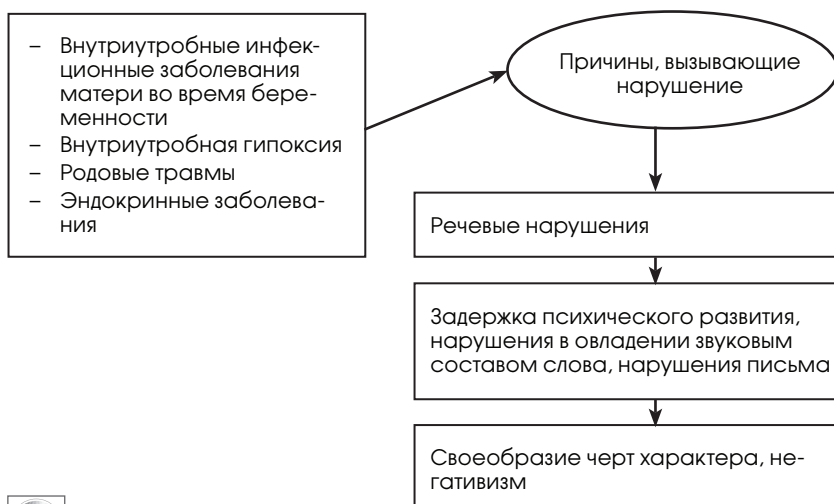 – Внутриутробные инфек-
ционные заболевания
матери во время бере-
менности
– Внутриутробная гипоксия
– Родовые травмы
– Эндокринные заболева-
ния
Причины, вызывающие
нарушение
Речевые нарушения
Задержка психического развития,
нарушения в овладении звуковым
составом слова, нарушения письма
Своеобразие черт характера, не-
гативизм